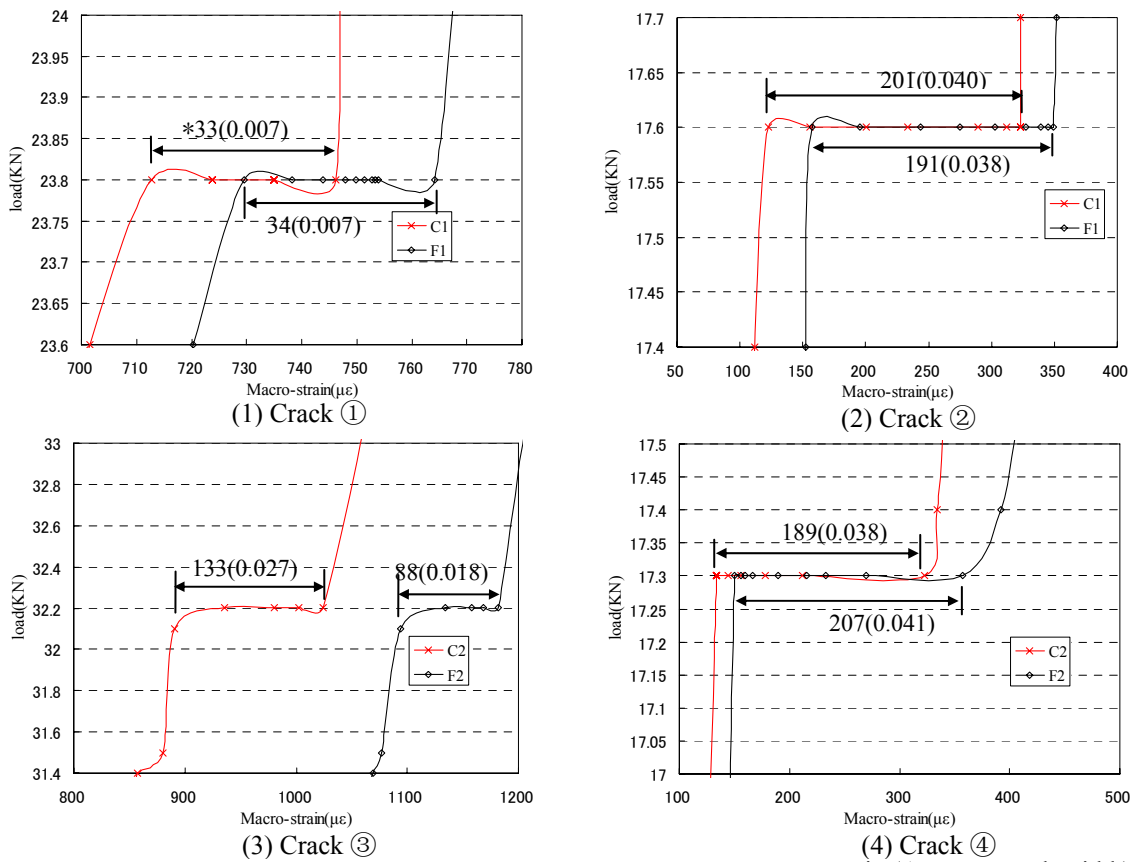 24
23.95
23.9
23.85
23.8
23.75
23.7
23.65
23.6
load(KN)
*33(0.007)
34(0.007)
C1
F1
700 710 720 730 740 750 760 770 780
Macro-strain(με)
(1) Crack ①
17.7
17.65
17.6
17.55
17.5
17.45
17.4
load(KN)
201(0.040)
191(0.038)
C1
F1
50 100 150 200 250 300 350 400
Macro-strain(με)
(2) Crack ②
33
32.8
32.6
32.4
32.2
32
31.8
31.6
31.4
load(KN)
133(0.027)
88(0.018)
C2
F2
800 900 1000 1100 1200
Macro-strain(με)
(3) Crack ③
17.5
17.45
17.4
17.35
17.3
17.25
17.2
17.15
17.1
17.05
17
load(KN)
189(0.038)
207(0.041)
C2
F2
100 200 300 400 500
Macro-strain(με)
(4) Crack ④